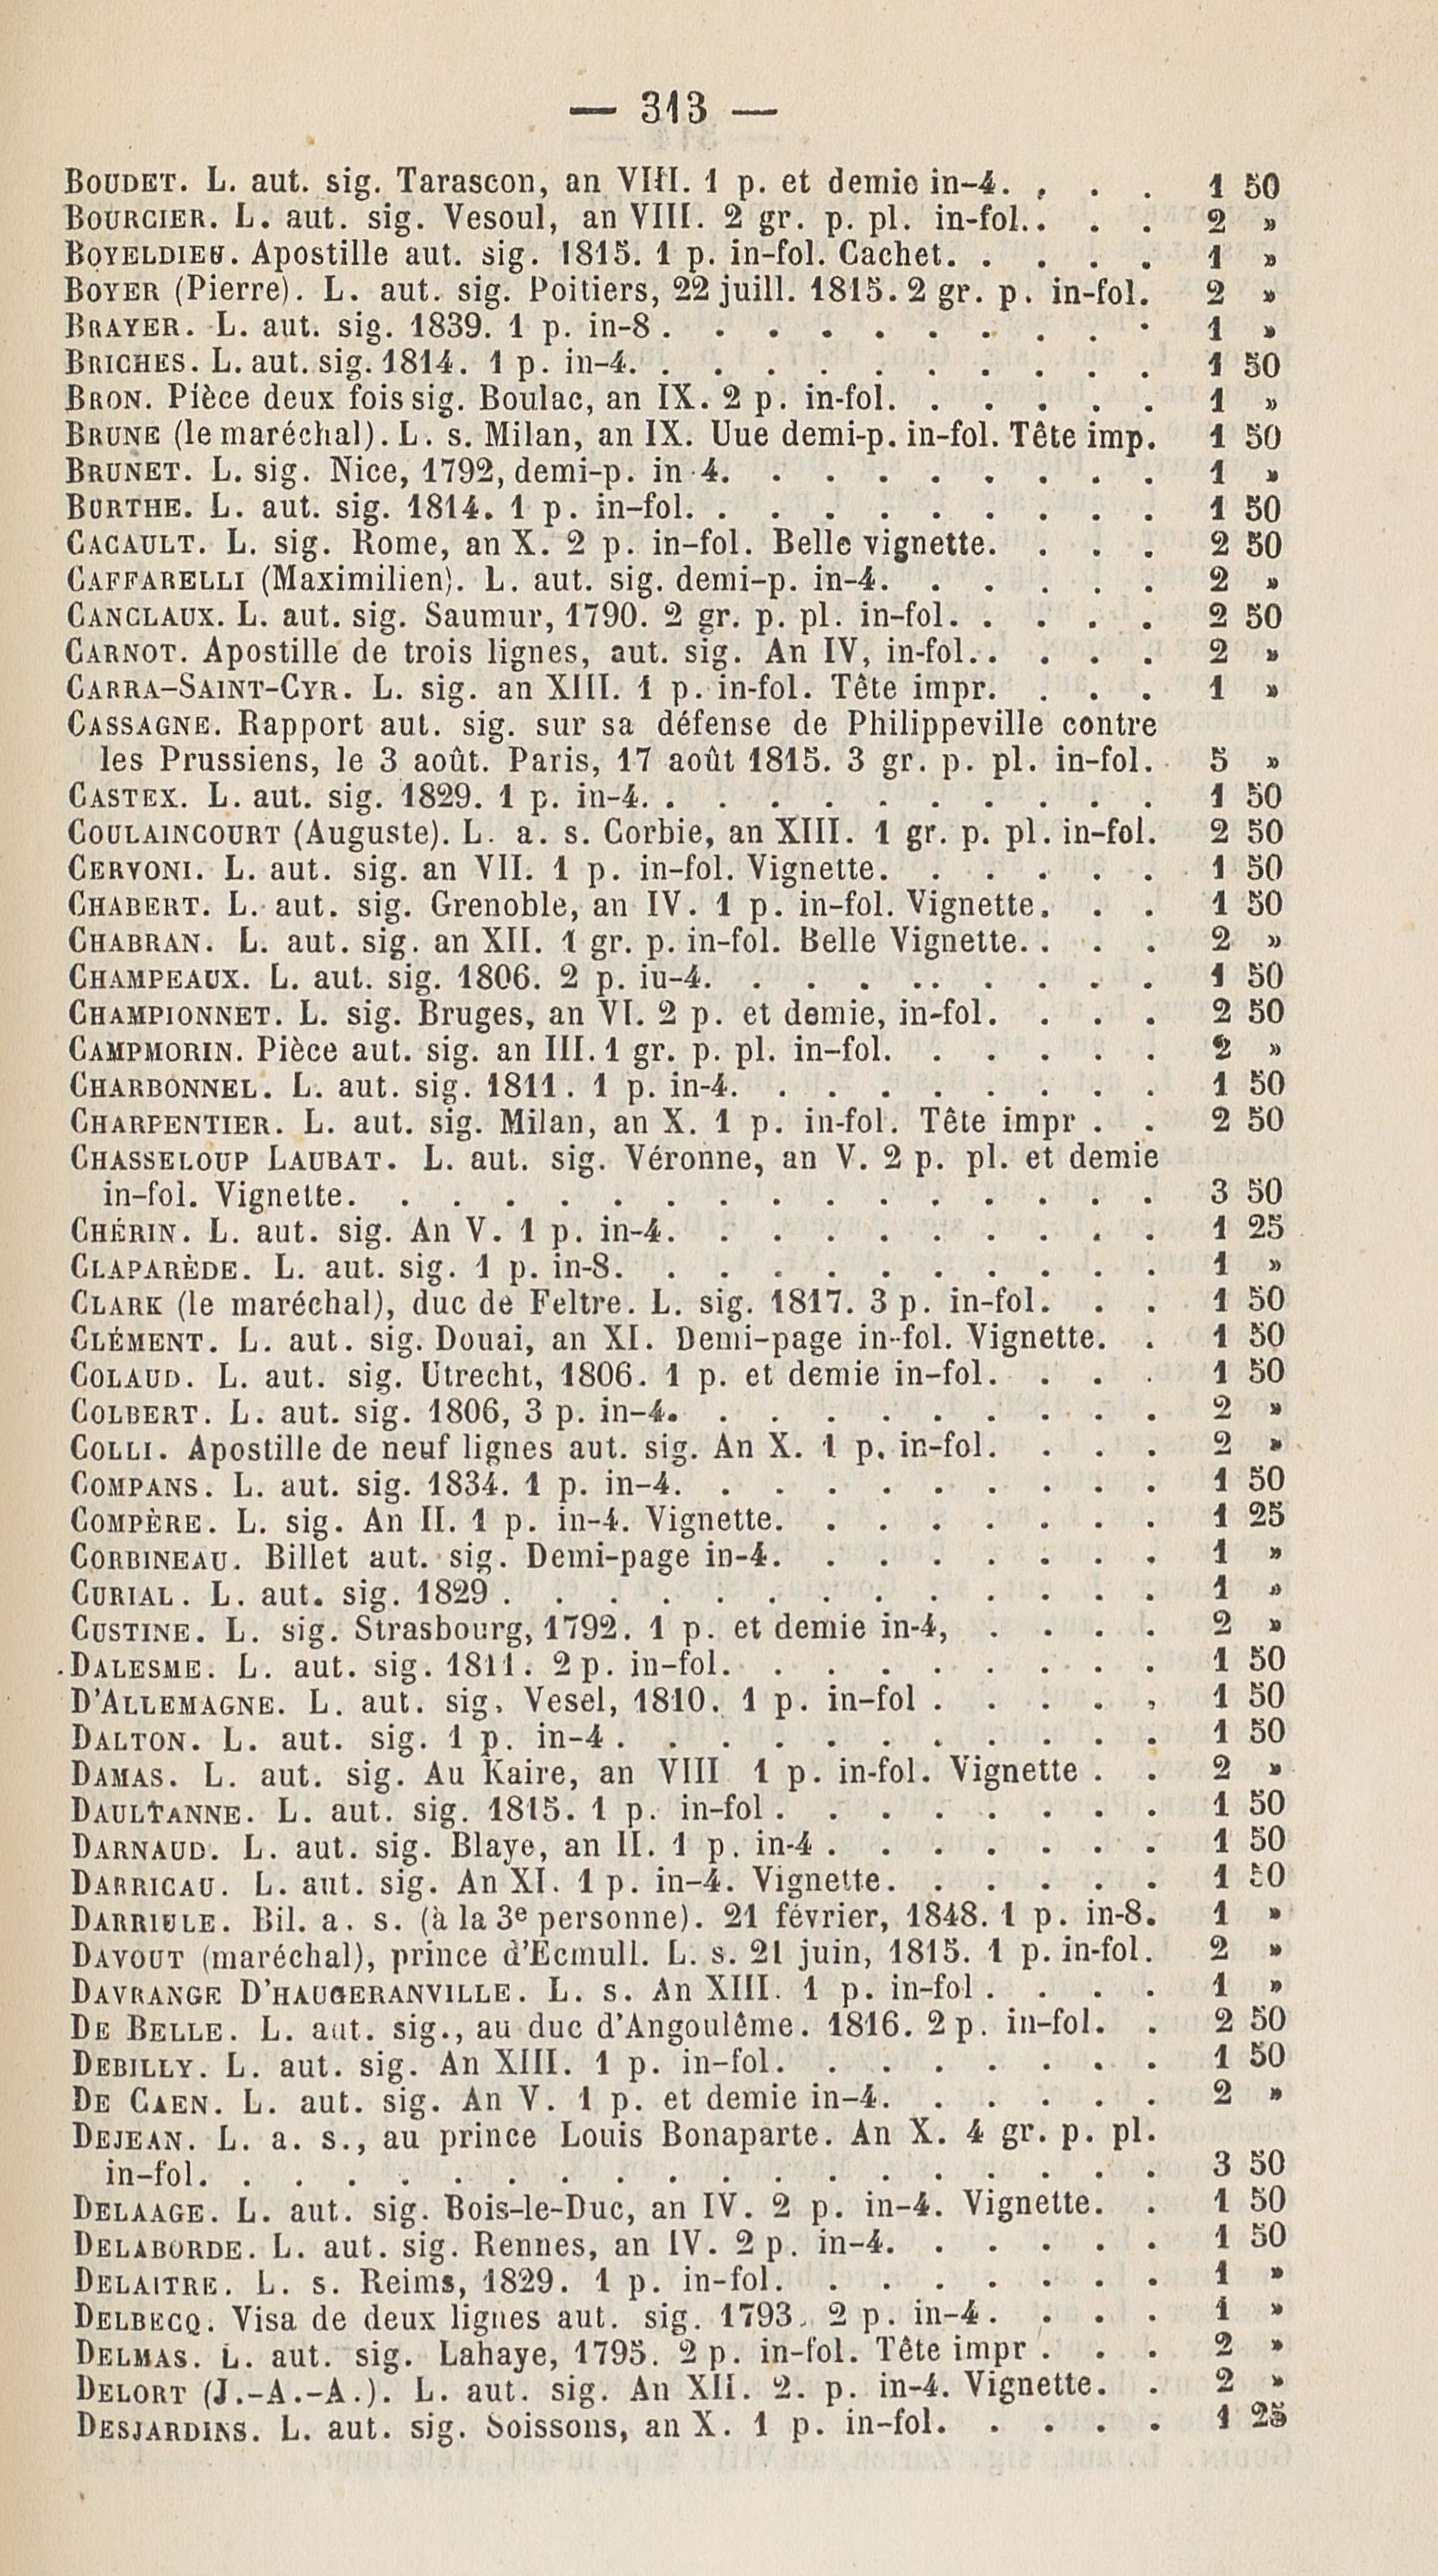 — 313 —
BOUDET. L. aut. sig. Tarascon, an VIII. 1 p. et demie in-4. . . . 1 50
BOURCIER. L. aut. sig. Vesoul, an VIII. 2 gr. p. pl. in-fol.. . . 2 »
BOYELDIEU. Apostille aut. sig. 1815. 1 p. in-fol. Cachet. . . . . 1 »
BOYER (Pierre). L. aut. sig. Poitiers, 22 juill. 1815. 2 gr. p. in-fol. 2 »
BRAYER. L. aut. sig. 1839. 1 p. in-8 . . . . . . . . . . 1 »
BRICHES. L. aut. sig. 1814. 1 p. in-4. . . . . . . . . . . 1 50
BRON. Pièce deux fois sig. Boulac, an IX. 2 p. in-fol. . . . . . 1 »
BRUNE (le maréchal). L. s. Milan, an IX. Uue demi-p. in-fol. Tête imp. 1 50
BRUNET. L. sig. Nice, 1792, demi-p. in-4. . . . . . . . . 1 »
BURTHE. L. aut. sig. 1814. 1 p. in-fol. . . . . . . . . . 1 50
CACAULT. L. sig. Rome, an X. 2 p. in-fol. Belle vignette. . . . 2 50
CAFFARELLI (Maximilien). L. aut. sig. demi-p. in-4. . . . . . 2 »
CANCLAUX. L. aut. sig. Saumur, 1790. 2 gr. p. pl. in-fol. . . . . 2 50
CARNOT. Apostille de trois lignes, aut. sig. An IV, in-fol.. . . . 2 »
CARRA-SAINT-CYR. L. sig. an XIII. 1 p. in-fol. Tête impr. . . . 1 »
CASSAGNE. Rapport aut. sig. sur sa défense de Philippeville contre
les Prussiens, le 3 août. Paris, 17 août 1815. 3 gr. p. pl. in-fol. 5 »
CASTEX. L. aut. sig. 1829. 1 p. in-4. . . . . . . . . . . 1 50
COULAINCOURT (Auguste). L. a. s. Corbie, an XIII. 1 gr. p. pl. in-fol. 2 50
CERVONI. L. aut. sig. an VII. 1 p. in-fol. Vignette. . . . . . 1 50
CHABERT. L. aut. sig. Grenoble, an IV. 1 p. in-fol. Vignette. . . 1 50
CHABRAN. L. aut. sig. an XII. 1 gr. p. in-fol. Belle Vignette. . . . 2 »
CHAMPEAUX. L. aut. sig. 1806. 2 p. iu-4. . . . . .. . . . . 1 50
CHAMPIONNET. L. sig. Bruges, an VI. 2 p. et demie, in-fol. . . . 2 50
CAMPMORIN. Pièce aut. sig. an III. 1 gr. p. pl. in-fol. . . . . . 2 »
CHARBONNEL. L. aut. sig. 1811. 1 p. in-4. . . . . . . . . 1 50
CHARPENTIER. L. aut. sig. Milan, an X. 1 p. in-fol. Tête impr . . 2 50
CHASSELOUP LAUBAT. L. aut. sig. Véronne, an V. 2 p. pl. et demie
in-fol. Vignette. . . . . . . . . . . . . . . . 3 50
CHÉRIN. L. aut. sig. An V. 1 p. in-4. . . . . . . . . . 1 25
CLAPARÈDE. L. aut. sig. 1 p. in-8. . . . . . . . . . . 1 »
CLARK (le maréchal), duc de Feltre. L. sig. 1817. 3 p. in-fol. . . 1 50
CLÉMENT. L. aut. sig. Douai, an XI. Demi-page in-fol. Vignette. . 1 50
COLAUD. L. aut. sig. Utrecht, 1806. 1 p. et demie in-fol. . . . 1 50
COLBERT. L. aut. sig. 1806, 3 p. in-4. . . . . . . . . . 2 »
COLLI. Apostille de neuf lignes aut. sig. An X. 1 p. in-fol. . . . 2 »
COMPANS. L. aut. sig. 1834. 1 p. in-4. . . . . . . . . . 1 50
COMPÈRE. L. sig. An II. 1 p. in-4. Vignette. . . . . . . . 1 25
CORBINEAU. Billet aut. sig. Demi-page in-4. . . . . . . . 1 »
CURIAL. L. aut. sig. 1829 . . . . . . . . . . . . . 1 »
CUSTINE. L. sig. Strasbourg, 1792. 1 p. et demie in-4, . . . . 2 »
DALESME. L. aut. sig. 1811. 2 p. in-fol. . . . . . . . . . 1 50
D'ALLEMAGNE. L. aut. sig. Vesel, 1810. 1 p. in-fol . . . . , 1 50
DALTON. L. aut. sig. 1 p. in-4 . . . . . . . . . . . 1 50
DAMAS. L. aut. sig. Au Kaire, an VIII 1 p. in-fol. Vignette . . 2 »
DAULTANNE. L. aut. sig. 1815. 1 p. in-fol . . . . . . . . 1 50
DARNAUD. L. aut. sig. Blaye, an II. 1 p. in-4 . . . . . . . 1 50
DARRICAU. L. aut. sig. An XI. 1 p. in-4. Vignette. . . . . . 1 50
DARRIULE. Bil. a. s. (à la 3e personne). 21 février, 1848. 1 p. in-8. 1 »
DAVOUT (maréchal), prince d'Ecmull. L. s. 21 juin, 1815. 1 p. in-fol. 2 »
DAVRANGE D'HAUGERANVILLE. L. s. An XIII. 1 p. in-fol . . . . 1 »
DE BELLE. L. aut. sig., au duc d'Angoulême. 1816. 2 p. in-fol. . 2 50
DEBILLY. L. aut. sig. An XIII. 1 p. in-fol. . . . . . . . 1 50
DE CAEN. L. aut. sig. An V. 1 p. et demie in-4. . . . . . 2 »
DEJEAN. L. a. s., au prince Louis Bonaparte. An X. 4 gr. p. pl.
in-fol. . . . . . . . . . . . . . . . . . . 3 50
DELAAGE. L. aut. sig. Bois-le-Duc, an IV. 2 p. in-4. Vignette. . 1 50
DELABORDE. L. aut. sig. Rennes, an IV. 2 p. in-4. . . . . . 1 50
DELAITRE. L. s. Reims, 1829. 1 p. in-fol. . . . . . . . 1 »
DELBECQ. Visa de deux lignes aut. sig. 1793. 2 p. in-4. . . . 1 »
DELMAS. L. aut. sig. Lahaye, 1795. 2 p. in-fol. Tête impr . . . 2 »
DELORT (J.-A.-A.). L. aut. sig. An XII. 2. p. in-4. Vignette. . 2 »
DESJARDINS. L. aut. sig. Soissons, an X. 1 p. in-fol. . . . . 1 25